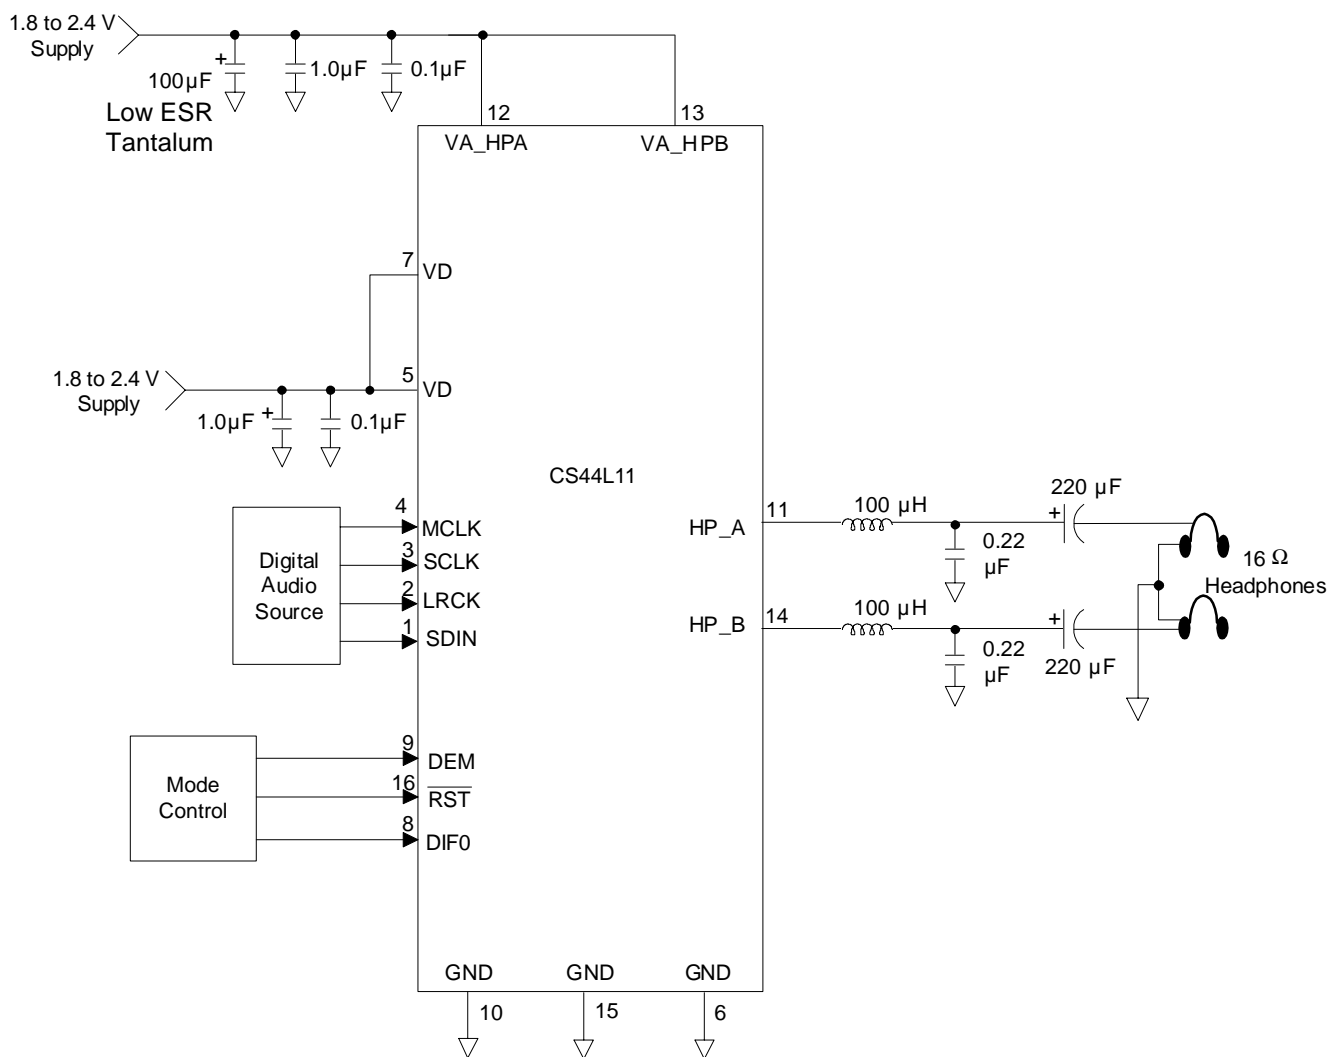 1.8 to 2.4 V
Supply
+
100µF
1.0µF
0.1µF
Low ESR
Tantalum
12
13
VA_HPA
VA_HPB
7
VD
1.8 to 2.4 V
Supply
5
VD
1.0µF
+
0.1µF
CS44L11
Digital
Audio
Source
4
MCLK
3
SCLK
2
LRCK
1
SDIN
HP_A
11
100 µH
0.22
µF
220 µF
+
16 Ω
Headphones
HP_B
14
100 µH
0.22
µF
+
220 µF
Mode
Control
9
DEM
16
RST
8
DIF0
GND
GND
GND
10
15
6